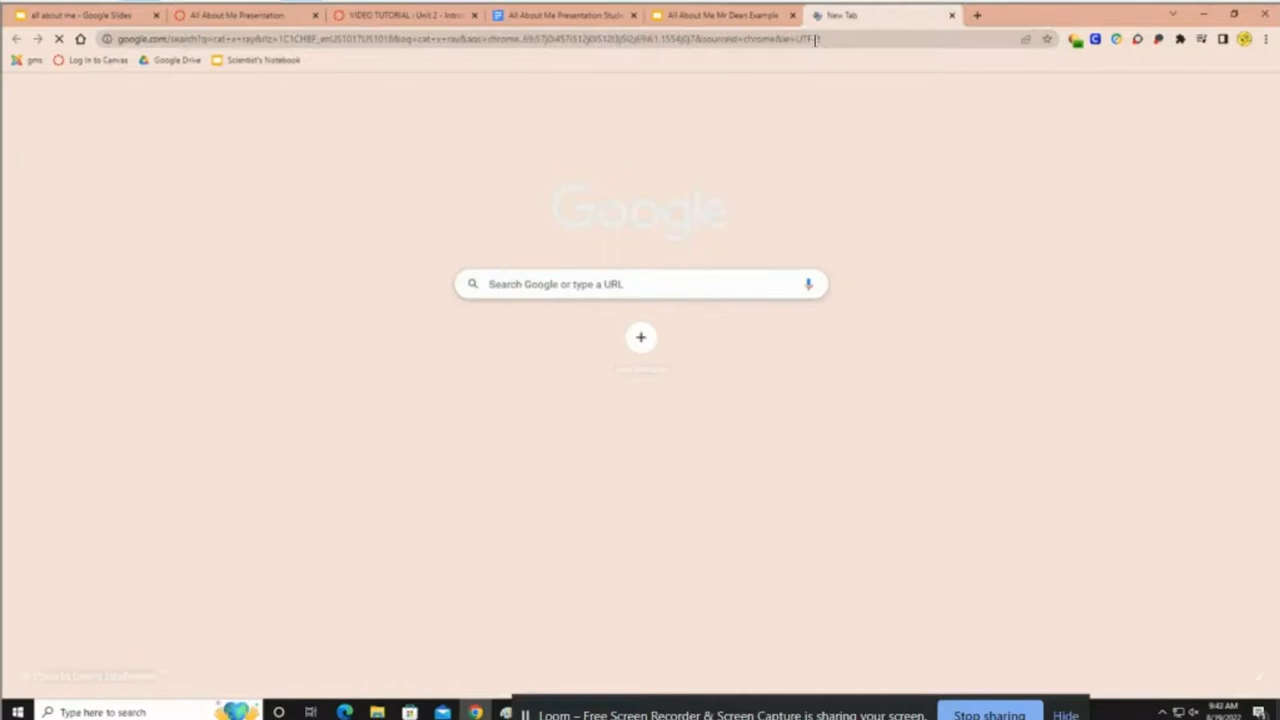 all about me - Google Slides
All About Me Presentation
VIDEO TUTORIAL : Unit 2 - Intro
All About Me Presentation Stude
All About Me Mr Dean Example
New Tab
gms
Log in to Canvas
Google Drive
Scientist's Notebook
Google
Search Google or type a URL
Type here to search
Loom – Free Screen Recorder & Screen Capture is sharing your screen.
Stop sharing
Hide
9:42 AM